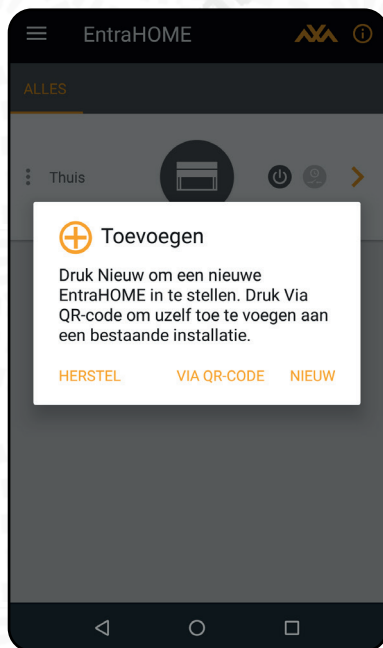 EntraHOME
ALLES
Thuis
Toevoegen
Druk Nieuw om een nieuwe
EntraHOME in te stellen. Druk Via
QR-code om uzelf toe te voegen aan
een bestaande installatie.
HERSTEL VIA QR-CODE NIEUW